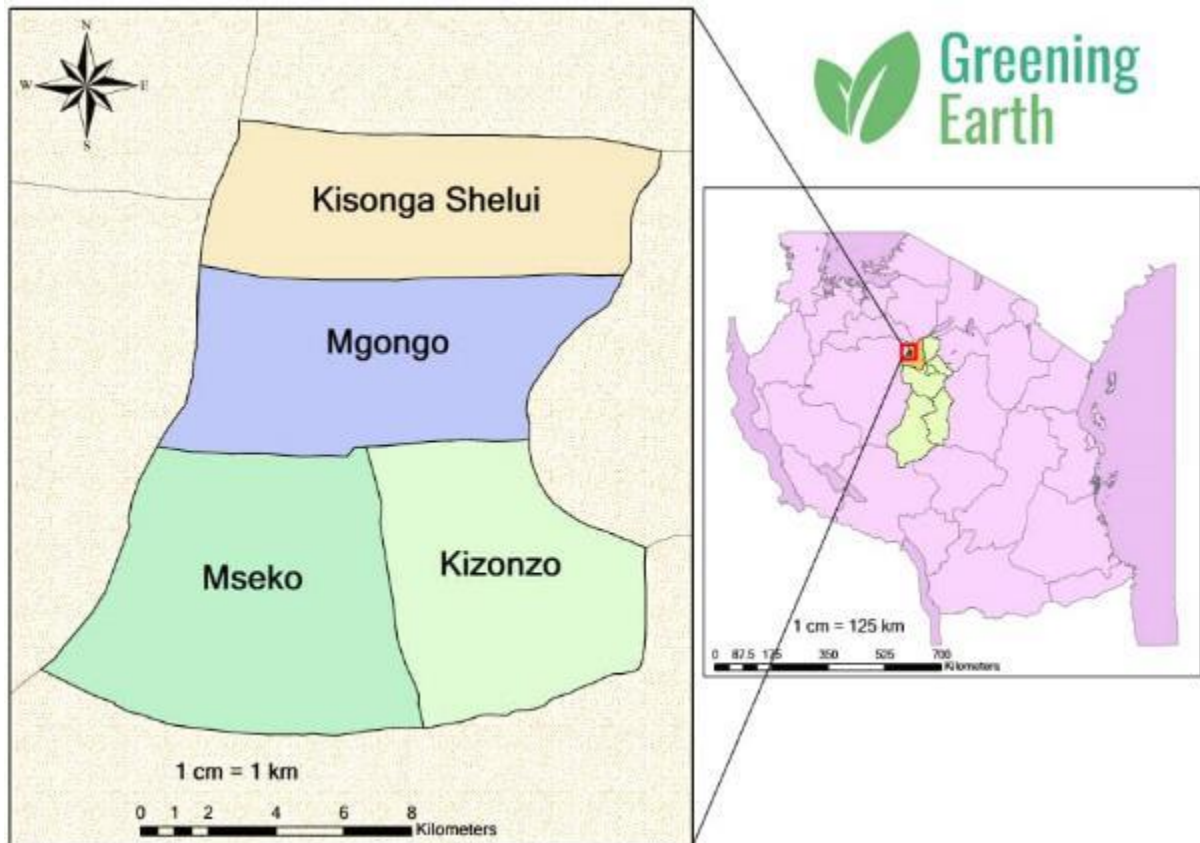 N
W E
S
Greening
Earth
Kisonga Shelui
Mgongo
Mseko
Kizonzo
1 cm = 1 km
0 1 2 4 6 8
Kilometers
1 cm = 125 km
0 87.5 175 350 525 700
Kilometers